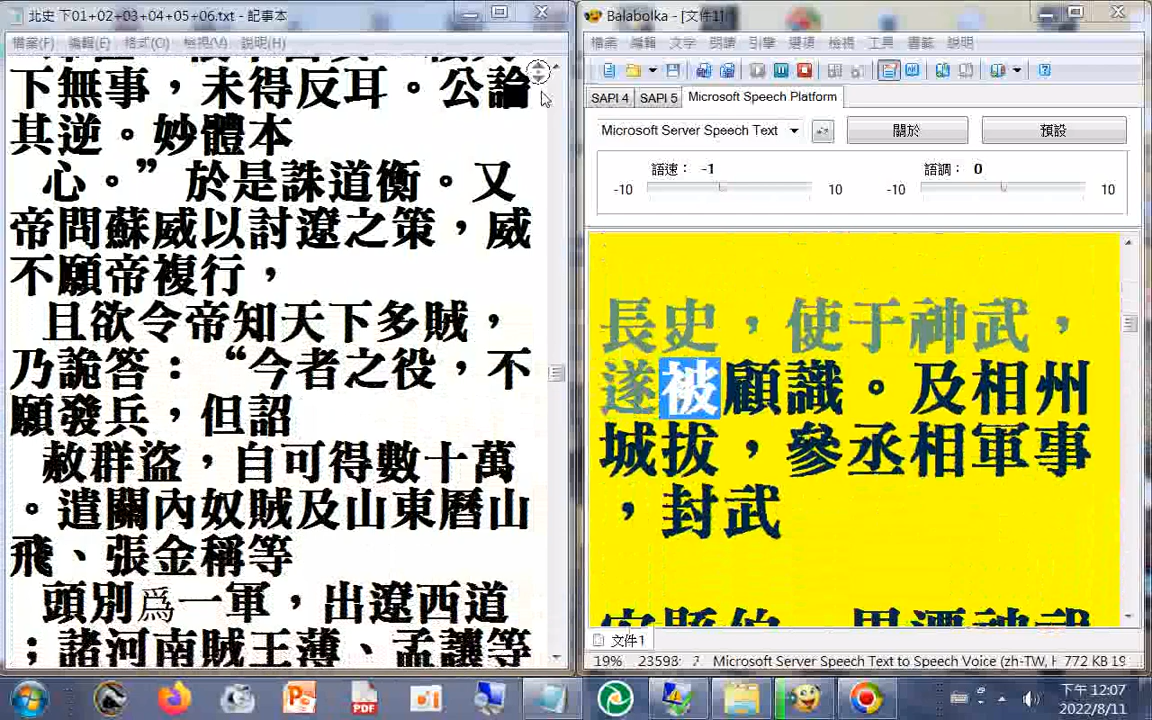 北史 下01+02+03+04+05+06.txt - 記事本
檔案(F) 編輯(E) 格式(O) 檢視(V) 說明(H)
下無事，未得反耳。公論
其逆。妙體本
心。”於是誅道衡。又
帝問蘇威以討遼之策，威
不願帝複行，
且欲令帝知天下多賊，
乃詭答：“今者之役，不
願發兵，但詔
赦群盜，自可得數十萬
。遣關內奴賊及山東曆山
飛、張金稱等
頭別爲一軍，出遼西道
；諸河南賊王薄、孟讓等
Balabolka - [文件1]
檔案 編輯 文字 閱讀 引擎 選項 檢視 工具 書籤 說明
SAPI 4 SAPI 5 Microsoft Speech Platform
Microsoft Server Speech Text 關於 預設
語速： -1 語調： 0
-10 10 -10 10
長史，使于神武，
遂被顧識。及相州
城拔，參丞相軍事
，封武
文件1
19% 23598: 7 Microsoft Server Speech Text to Speech Voice (zh-TW, H 772 KB 19
下午 12:07
2022/8/11